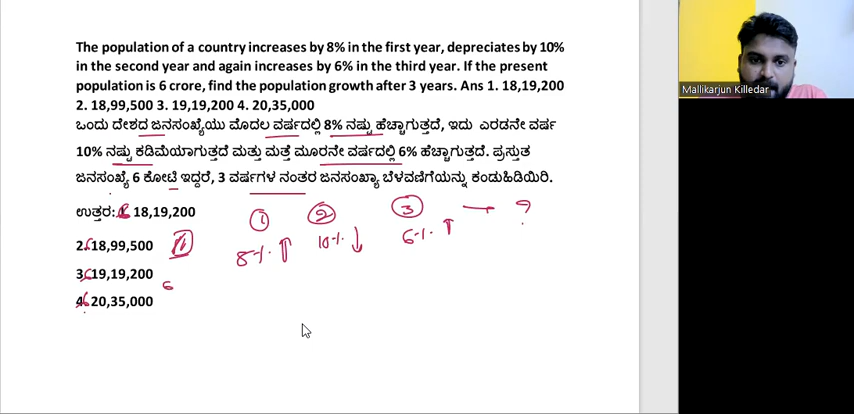 The population of a country increases by 8% in the first year, depreciates by 10%
in the second year and again increases by 6% in the third year. If the present
population is 6 crore, find the population growth after 3 years. Ans 1. 18,19,200
2. 18,99,500 3. 19,19,200 4. 20,35,000
ಒಂದು ದೇಶದ ಜನಸಂಖ್ಯೆಯು ಮೊದಲ ವರ್ಷದಲ್ಲಿ 8% ನಷ್ಟು ಹೆಚ್ಚಾಗುತ್ತದೆ, ಇದು ಎರಡನೇ ವರ್ಷ
10% ನಷ್ಟು ಕಡಿಮೆಯಾಗುತ್ತದೆ ಮತ್ತು ಮತ್ತೆ ಮೂರನೇ ವರ್ಷದಲ್ಲಿ 6% ಹೆಚ್ಚಾಗುತ್ತದೆ. ಪ್ರಸ್ತುತ
ಜನಸಂಖ್ಯೆ 6 ಕೋಟಿ ಇದ್ದರೆ, 3 ವರ್ಷಗಳ ನಂತರ ಜನಸಂಖ್ಯಾ ಬೆಳವಣಿಗೆಯನ್ನು ಕಂಡುಹಿಡಿಯಿರಿ.
ಉತ್ತರ: 18,19,200
2. 18,99,500
3. 19,19,200
4. 20,35,000
1 2 3 — ?
8% ↑ 10% ↓ 6% ↑
6
Mallikarjun Killedar